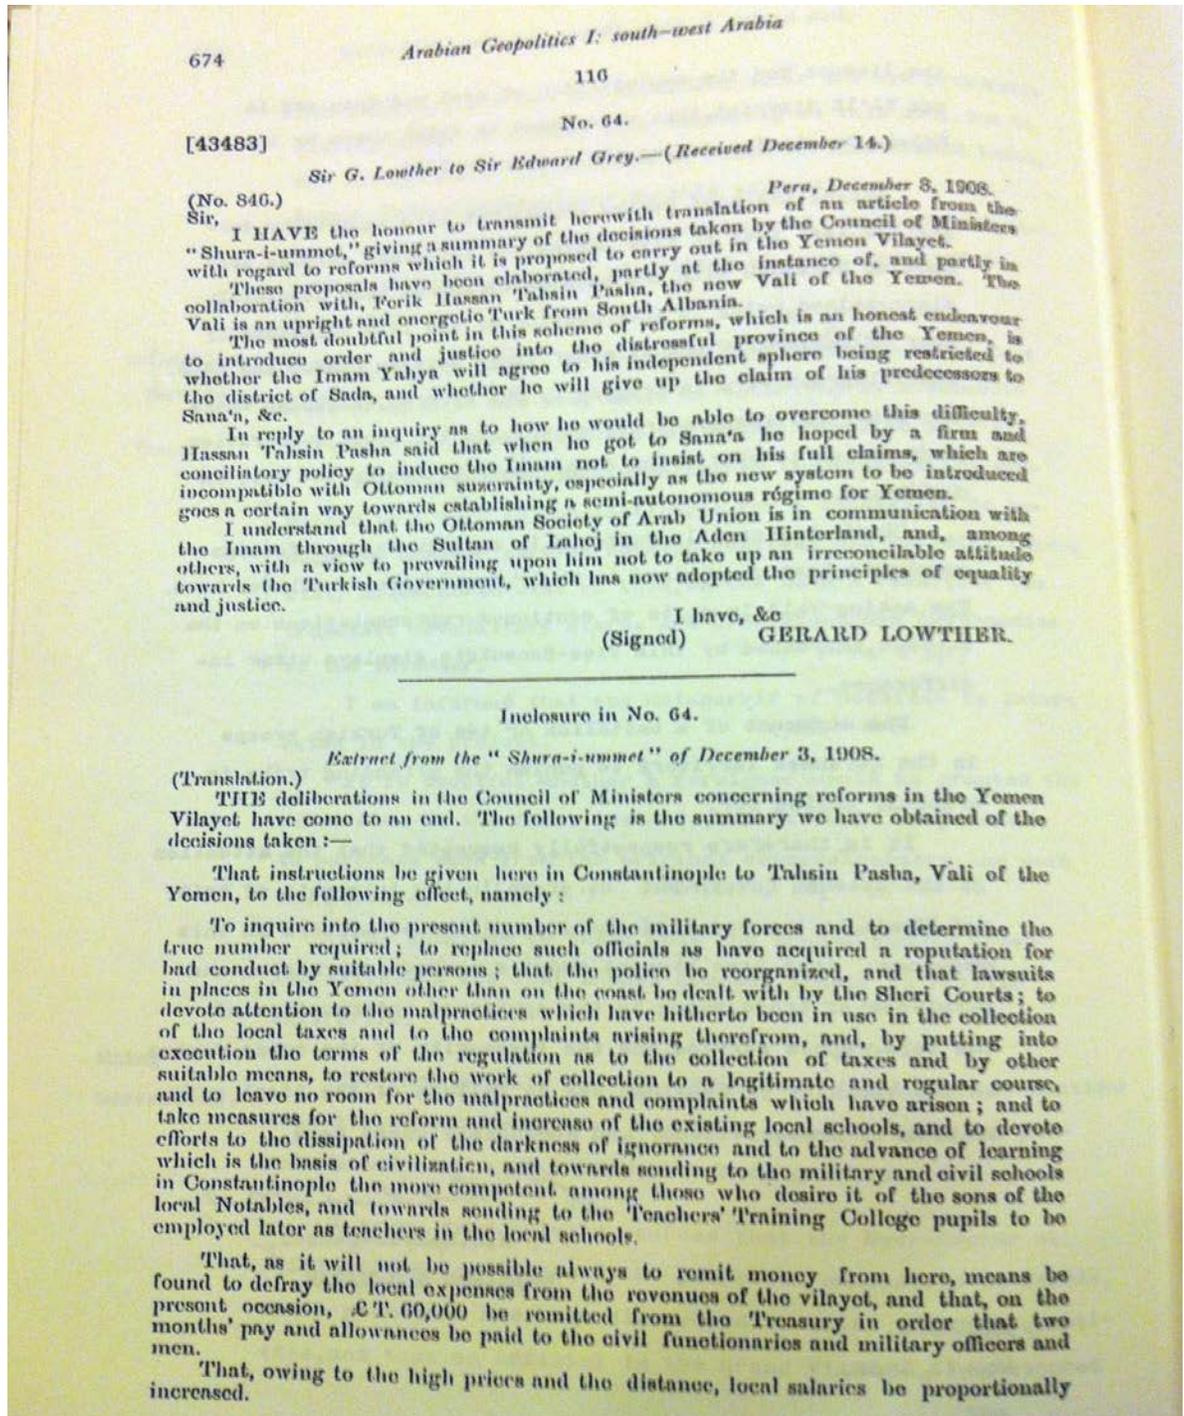 674
Arabian Geopolitics I: south-west Arabia
116
No. 64.
[43483]
Sir G. Lowther to Sir Edward Grey.—(Received December 14.)
(No. 846.)
Pera, December 8, 1908.
Sir,
I HAVE the honour to transmit herewith translation of an article from the
"Shura-i-ummet," giving a summary of the decisions taken by the Council of Ministers
with regard to reforms which it is proposed to carry out in the Yemen Vilayet.
These proposals have been elaborated, partly at the instance of, and partly in
collaboration with, Ferik Hassan Tahsin Pasha, the new Vali of the Yemen. The
Vali is an upright and energetic Turk from South Albania.
The most doubtful point in this scheme of reforms, which is an honest endeavour
to introduce order and justice into the distressful province of the Yemen, is
whether the Imam Yahya will agree to his independent sphere being restricted to
the district of Sada, and whether he will give up the claim of his predecessors to
Sana'a, &c.
In reply to an inquiry as to how he would be able to overcome this difficulty,
Hassan Tahsin Pasha said that when he got to Sana'a he hoped by a firm and
conciliatory policy to induce the Imam not to insist on his full claims, which are
incompatible with Ottoman suzerainty, especially as the new system to be introduced
goes a certain way towards establishing a semi-autonomous régime for Yemen.
I understand that the Ottoman Society of Arab Union is in communication with
the Imam through the Sultan of Lahej in the Aden Hinterland, and, among
others, with a view to prevailing upon him not to take up an irreconcilable attitude
towards the Turkish Government, which has now adopted the principles of equality
and justice.
I have, &c
(Signed) GERARD LOWTHER.
Inclosure in No. 64.
Extract from the "Shura-i-ummet" of December 3, 1908.
(Translation.)
THE deliberations in the Council of Ministers concerning reforms in the Yemen
Vilayet have come to an end. The following is the summary we have obtained of the
decisions taken :—
That instructions be given here in Constantinople to Tahsin Pasha, Vali of the
Yemen, to the following effect, namely :
To inquire into the present number of the military forces and to determine the
true number required ; to replace such officials as have acquired a reputation for
bad conduct by suitable persons ; that the police be reorganized, and that lawsuits
in places in the Yemen other than on the coast be dealt with by the Sheri Courts ; to
devote attention to the malpractices which have hitherto been in use in the collection
of the local taxes and to the complaints arising therefrom, and, by putting into
execution the terms of the regulation as to the collection of taxes and by other
suitable means, to restore the work of collection to a legitimate and regular course,
and to leave no room for the malpractices and complaints which have arisen ; and to
take measures for the reform and increase of the existing local schools, and to devote
efforts to the dissipation of the darkness of ignorance and to the advance of learning
which is the basis of civilization, and towards sending to the military and civil schools
in Constantinople the more competent among those who desire it of the sons of the
local Notables, and towards sending to the Teachers' Training College pupils to be
employed later as teachers in the local schools.
That, as it will not be possible always to remit money from here, means be
found to defray the local expenses from the revenues of the vilayet, and that, on the
present occasion, £ T. 60,000 be remitted from the Treasury in order that two
months' pay and allowances be paid to the civil functionaries and military officers and
men.
That, owing to the high prices and the distance, local salaries be proportionally
increased.